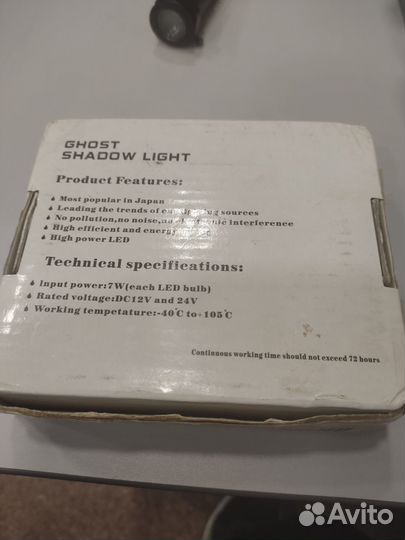 GHOST
SHADOW LIGHT
Product Features:
Most popular in Japan
Leading the trends of sources
No pollution,no noise, interference
High efficient and
High power LED
Technical specifications:
Input power:7W(each LED bulb)
Rated voltage:DC12V and 24V
Working tempetature:-40℃ to+105℃
Continuous working time should not exceed 72 hours
Avito